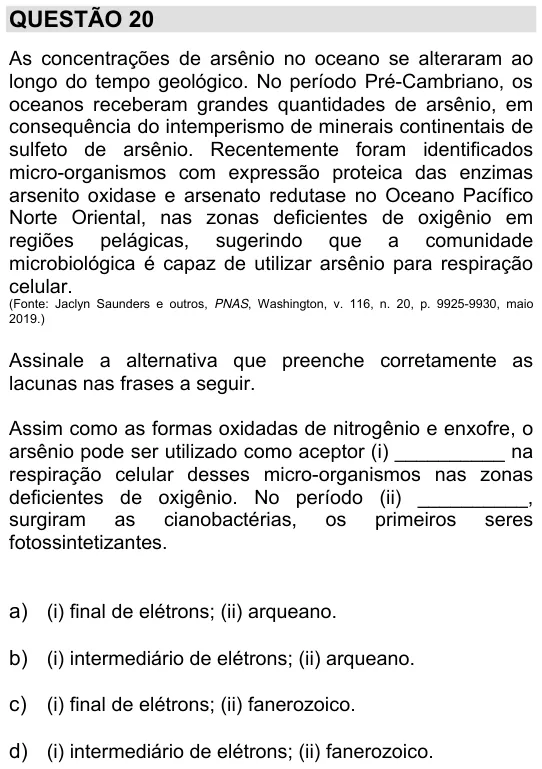 QUESTÃO 20
As concentrações de arsênio no oceano se alteraram ao
longo do tempo geológico. No período Pré-Cambriano, os
oceanos receberam grandes quantidades de arsênio, em
consequência do intemperismo de minerais continentais de
sulfeto de arsênio. Recentemente foram identificados
micro-organismos com expressão proteica das enzimas
arsenito oxidase e arsenato redutase no Oceano Pacífico
Norte Oriental, nas zonas deficientes de oxigênio em
regiões pelágicas, sugerindo que a comunidade
microbiológica é capaz de utilizar arsênio para respiração
celular.
(Fonte: Jaclyn Saunders e outros, PNAS, Washington, v. 116, n. 20, p. 9925-9930, maio
2019.)
Assinale a alternativa que preenche corretamente as
lacunas nas frases a seguir.
Assim como as formas oxidadas de nitrogênio e enxofre, o
arsênio pode ser utilizado como aceptor (i) __________ na
respiração celular desses micro-organismos nas zonas
deficientes de oxigênio. No período (ii) __________,
surgiram as cianobactérias, os primeiros seres
fotossintetizantes.
a) (i) final de elétrons; (ii) arqueano.
b) (i) intermediário de elétrons; (ii) arqueano.
c) (i) final de elétrons; (ii) fanerozoico.
d) (i) intermediário de elétrons; (ii) fanerozoico.